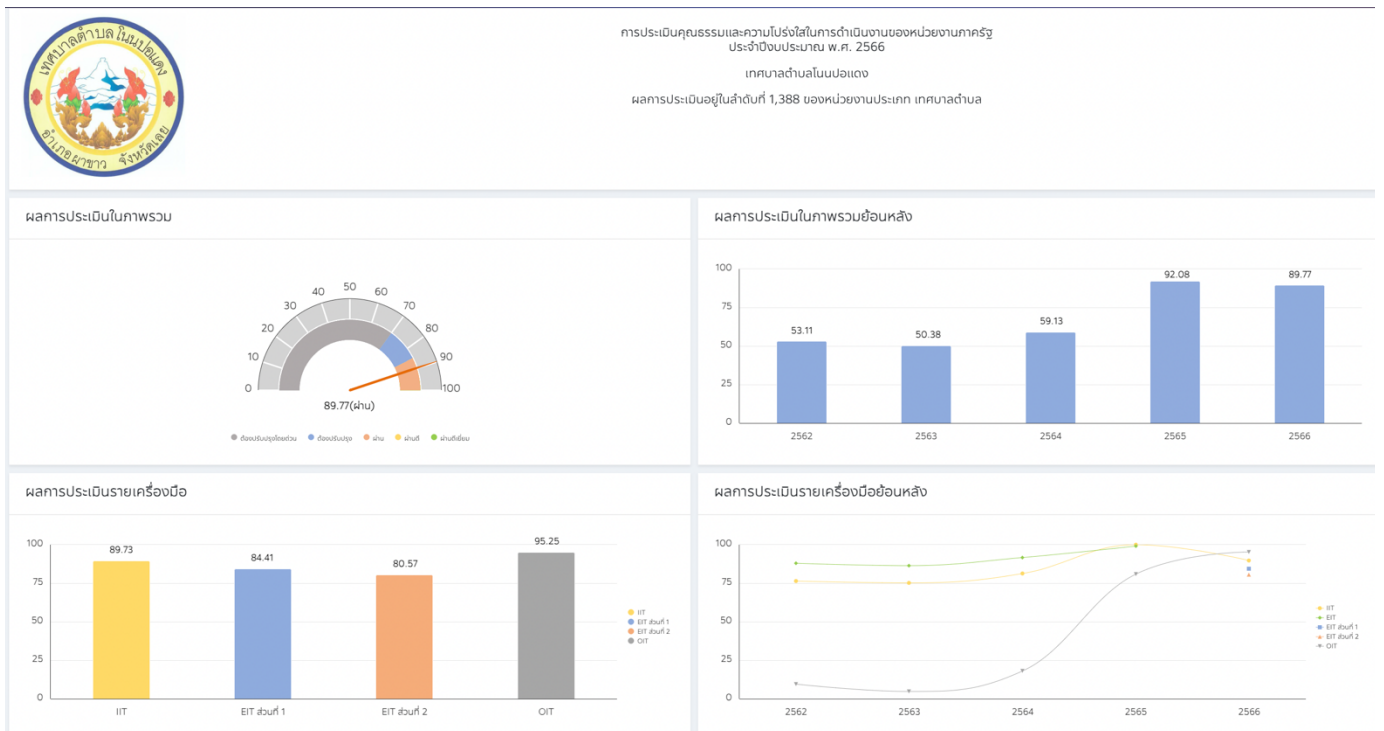 เทศบาลตำบลโนนปอแดง
อำเภอผาขาว จังหวัดเลย
การประเมินคุณธรรมและความโปร่งใสในการดำเนินงานของหน่วยงานภาครัฐ
ประจำปีงบประมาณ พ.ศ. 2566
เทศบาลตำบลโนนปอแดง
ผลการประเมินอยู่ในลำดับที่ 1,388 ของหน่วยงานประเภท เทศบาลตำบล
ผลการประเมินในภาพรวม
0 10 20 30 40 50 60 70 80 90 100
89.77(ผ่าน)
ต้องปรับปรุงโดยด่วน ต้องปรับปรุง ผ่าน ผ่านดี ผ่านดีเยี่ยม
ผลการประเมินในภาพรวมย้อนหลัง
100
75
50
25
0
53.11 50.38 59.13 92.08 89.77
2562 2563 2564 2565 2566
ผลการประเมินรายเครื่องมือ
100
75
50
25
0
89.73 84.41 80.57 95.25
IIT EIT ส่วนที่ 1 EIT ส่วนที่ 2 OIT
IIT
EIT ส่วนที่ 1
EIT ส่วนที่ 2
OIT
ผลการประเมินรายเครื่องมือย้อนหลัง
100
75
50
25
0
2562 2563 2564 2565 2566
IIT
EIT
EIT ส่วนที่ 1
EIT ส่วนที่ 2
OIT